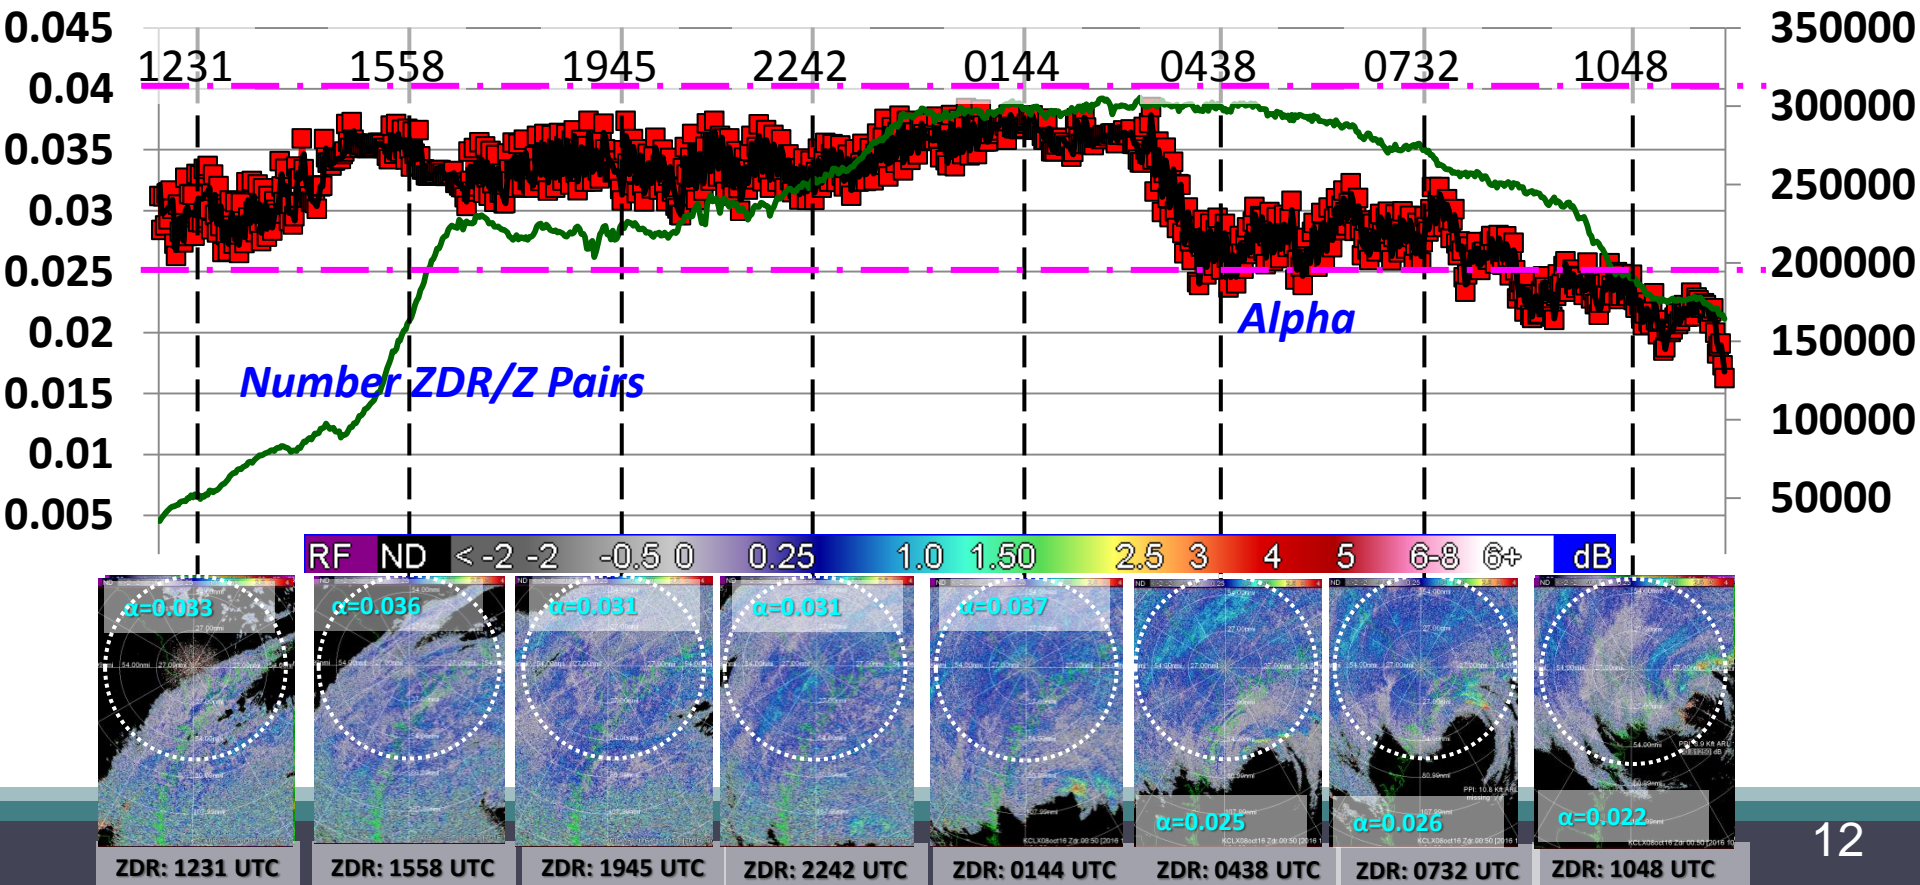 0.045
350000
1231 1558 1945 2242 0144 0438 0732 1048
0.04
300000
0.035
0.03
250000
0.025
200000
Alpha
0.02
150000
Number ZDR/Z Pairs
0.015
100000
0.01
0.005
50000
RF ND < -2 -2 -0.5 0 0.25 1.0 1.50 2.5 3 4 5 6-8 6+ dB
α=0.033
α=0.036
α=0.031
α=0.031
α=0.037
α=0.025
α=0.026
α=0.022
ZDR: 1231 UTC
ZDR: 1558 UTC
ZDR: 1945 UTC
ZDR: 2242 UTC
ZDR: 0144 UTC
ZDR: 0438 UTC
ZDR: 0732 UTC
ZDR: 1048 UTC
12